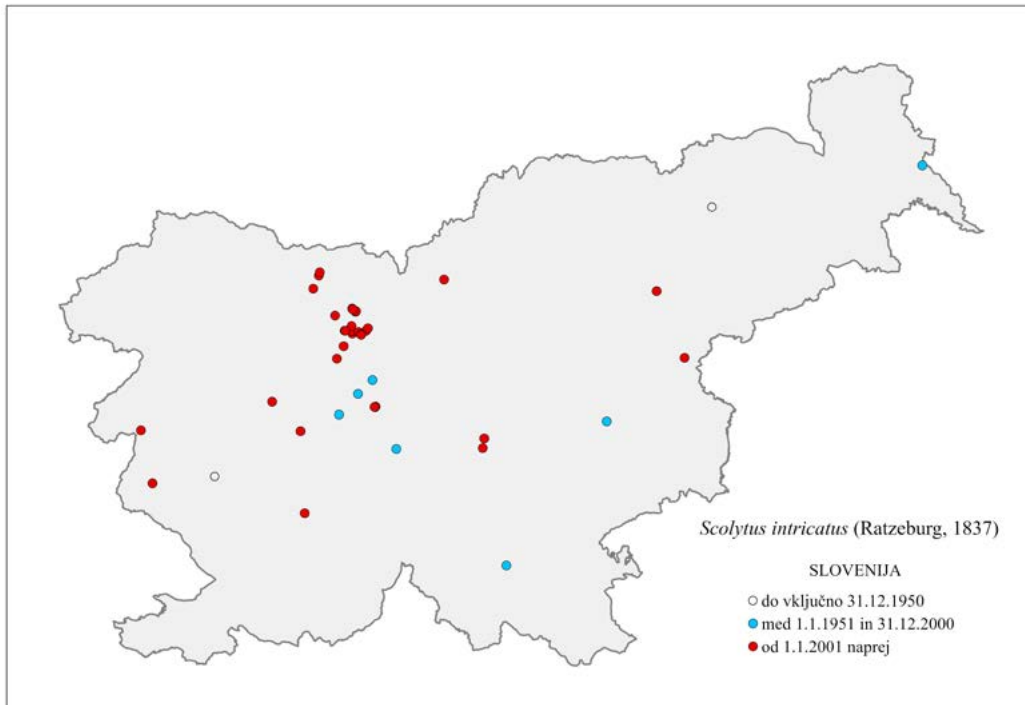 Scolytus intricatus (Ratzeburg, 1837)
SLOVENIJA
do vključno 31.12.1950
med 1.1.1951 in 31.12.2000
od 1.1.2001 naprej